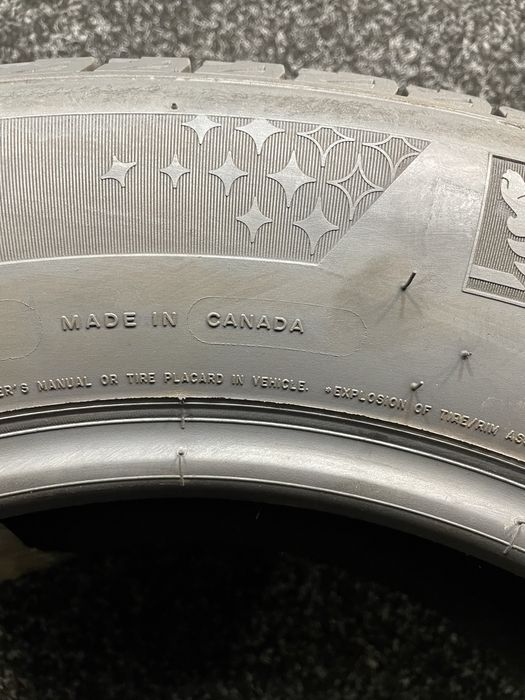 MADE IN CANADA
ER'S MANUAL OR TIRE PLACARD IN VEHICLE. *EXPLOSION OF TIRE/RIM AS